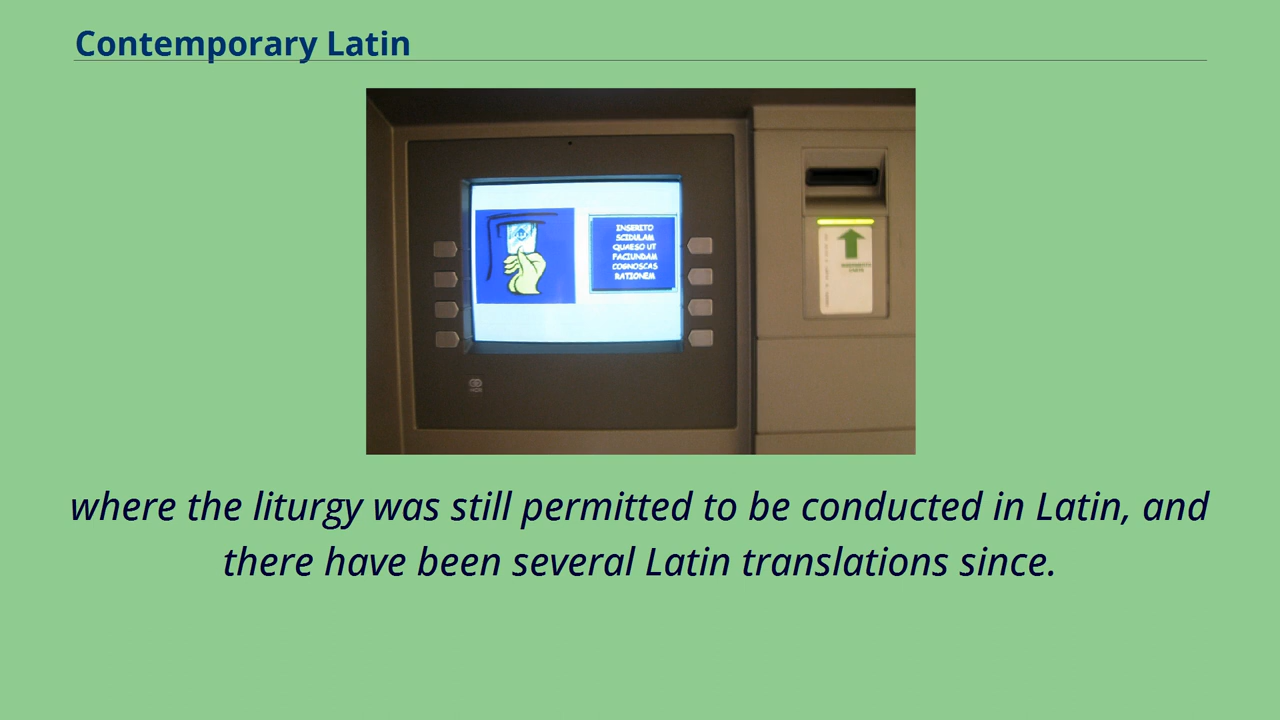 Contemporary Latin
INSERITO
SCIDULAM
QUAESO UT
FACIUNDAM
COGNOSCAS
RATIONEM
where the liturgy was still permitted to be conducted in Latin, and
there have been several Latin translations since.